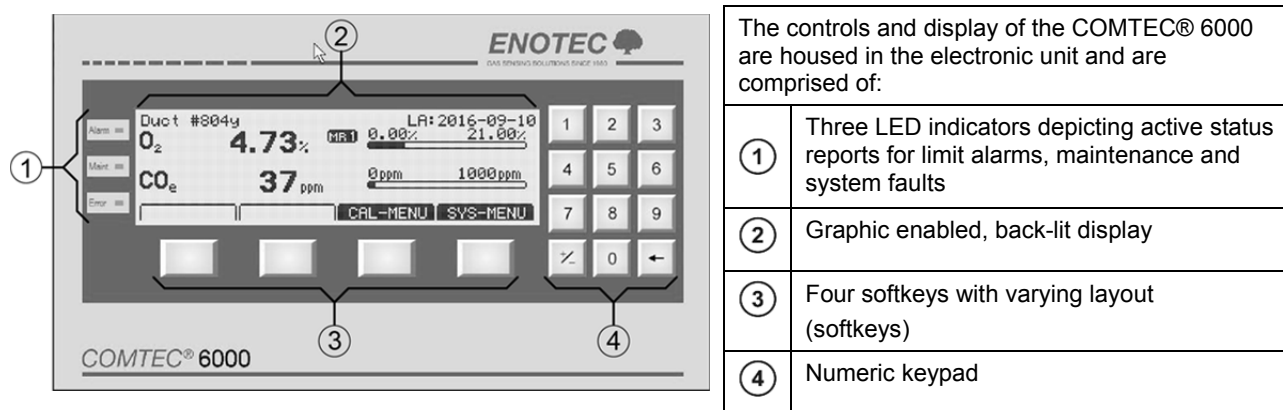 ENOTEC
GAS SENSING SOLUTIONS SINCE 1980
2
1
Alarm
Maint.
Error
Duct #804y LA:2016-09-10
O2 4.73% MR1 0.00% 21.00%
COe 37 ppm 0ppm 1000ppm
CAL-MENU SYS-MENU
1 2 3
4 5 6
7 8 9
+/- 0 ←
3
4
COMTEC® 6000
The controls and display of the COMTEC® 6000
are housed in the electronic unit and are
comprised of:
1 Three LED indicators depicting active status
reports for limit alarms, maintenance and
system faults
2 Graphic enabled, back-lit display
3 Four softkeys with varying layout
(softkeys)
4 Numeric keypad